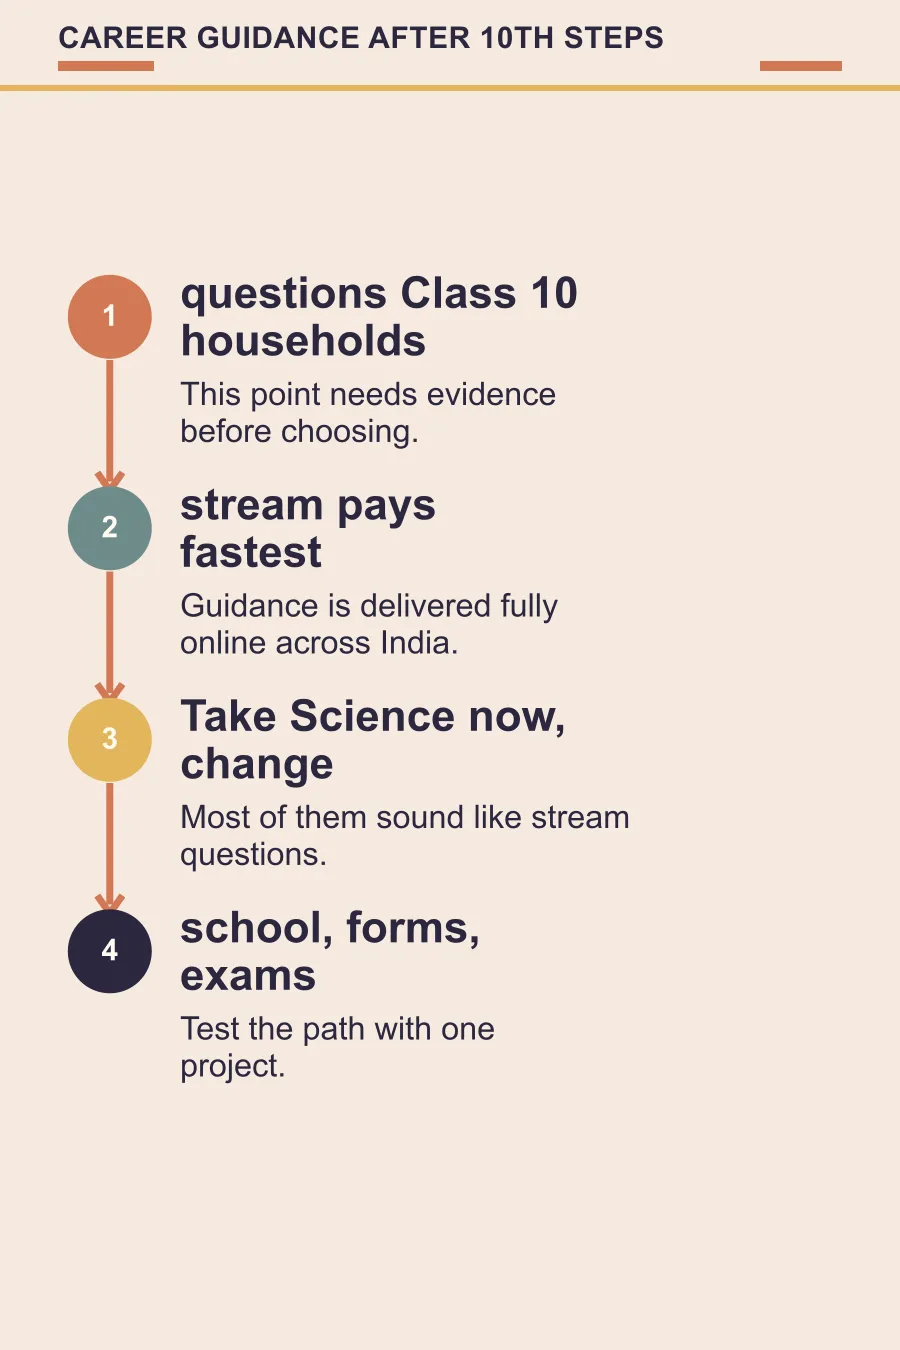 CAREER GUIDANCE AFTER 10TH STEPS
1
questions Class 10
households
This point needs evidence
before choosing.
2
stream pays
fastest
Guidance is delivered fully
online across India.
3
Take Science now,
change
Most of them sound like stream
questions.
4
school, forms,
exams
Test the path with one
project.